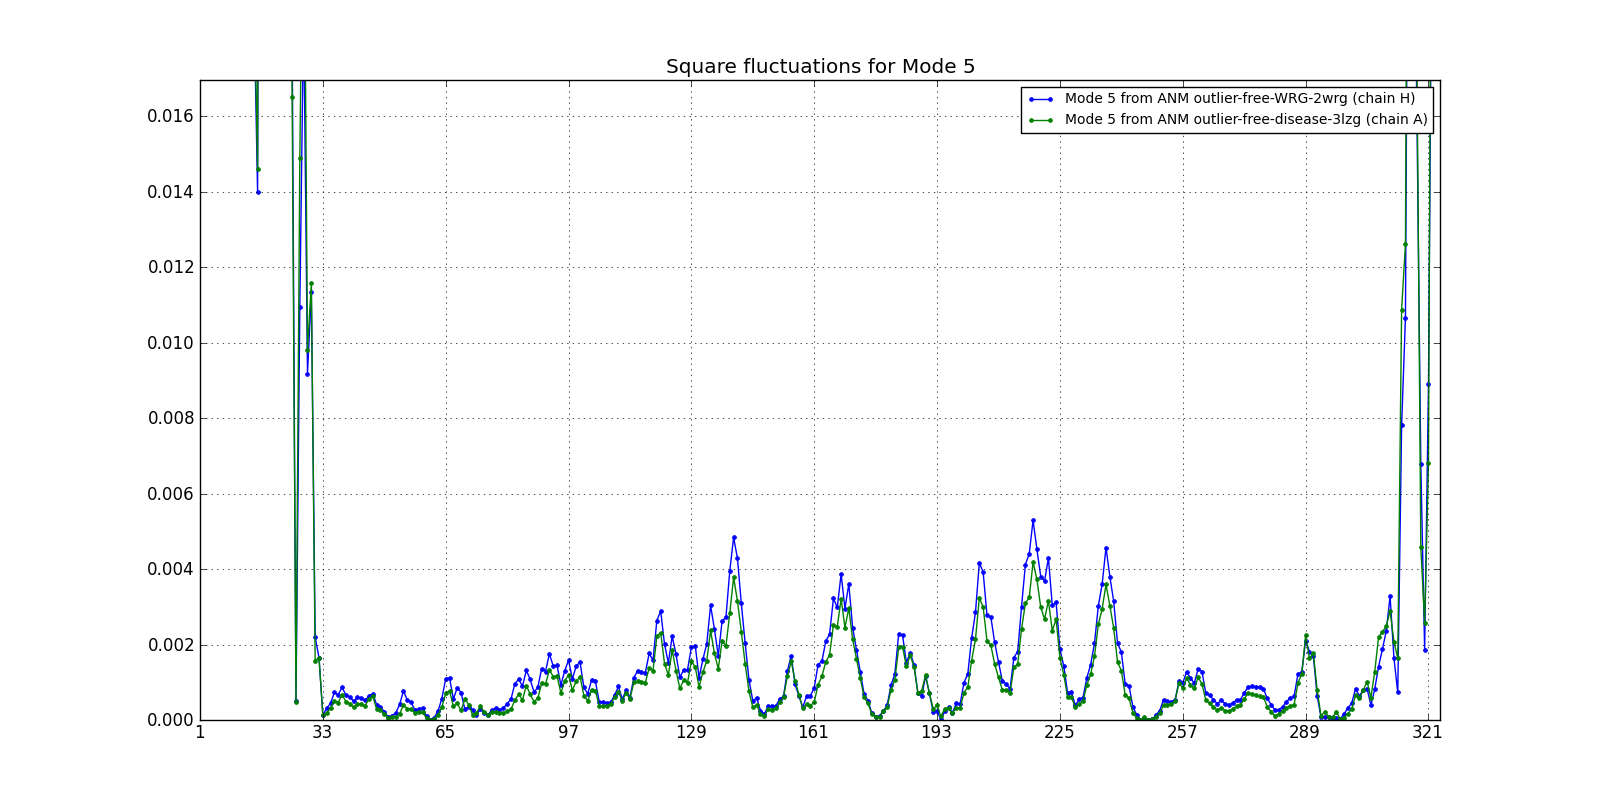 Square fluctuations for Mode 5
Mode 5 from ANM outlier-free-WRG-2wrg (chain H)
Mode 5 from ANM outlier-free-disease-3lzg (chain A)
0.016
0.014
0.012
0.010
0.008
0.006
0.004
0.002
0.000
1 33 65 97 129 161 193 225 257 289 321